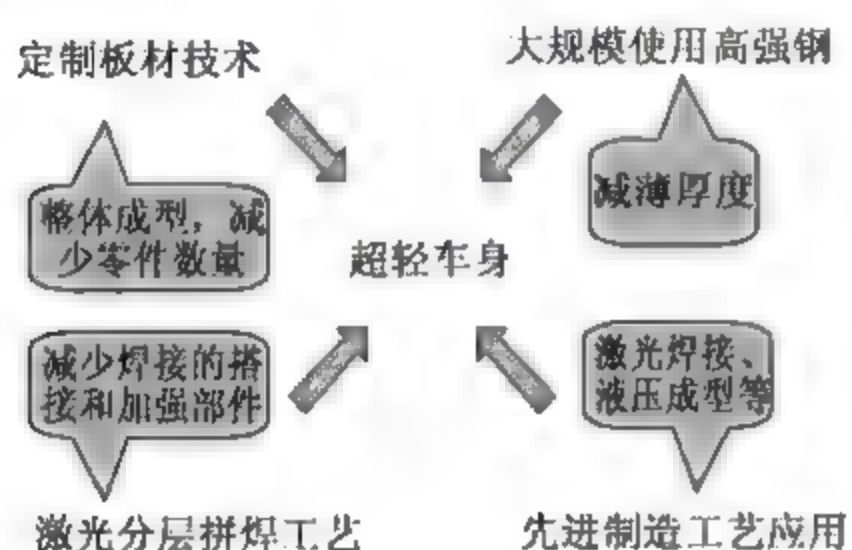 定制板材技术
大规模使用高强钢
整体成型，减
少零件数量
减薄厚度
超轻车身
减少焊接的搭
接和加强部件
激光焊接、
液压成型等
激光分层拼焊工艺
先进制造工艺应用